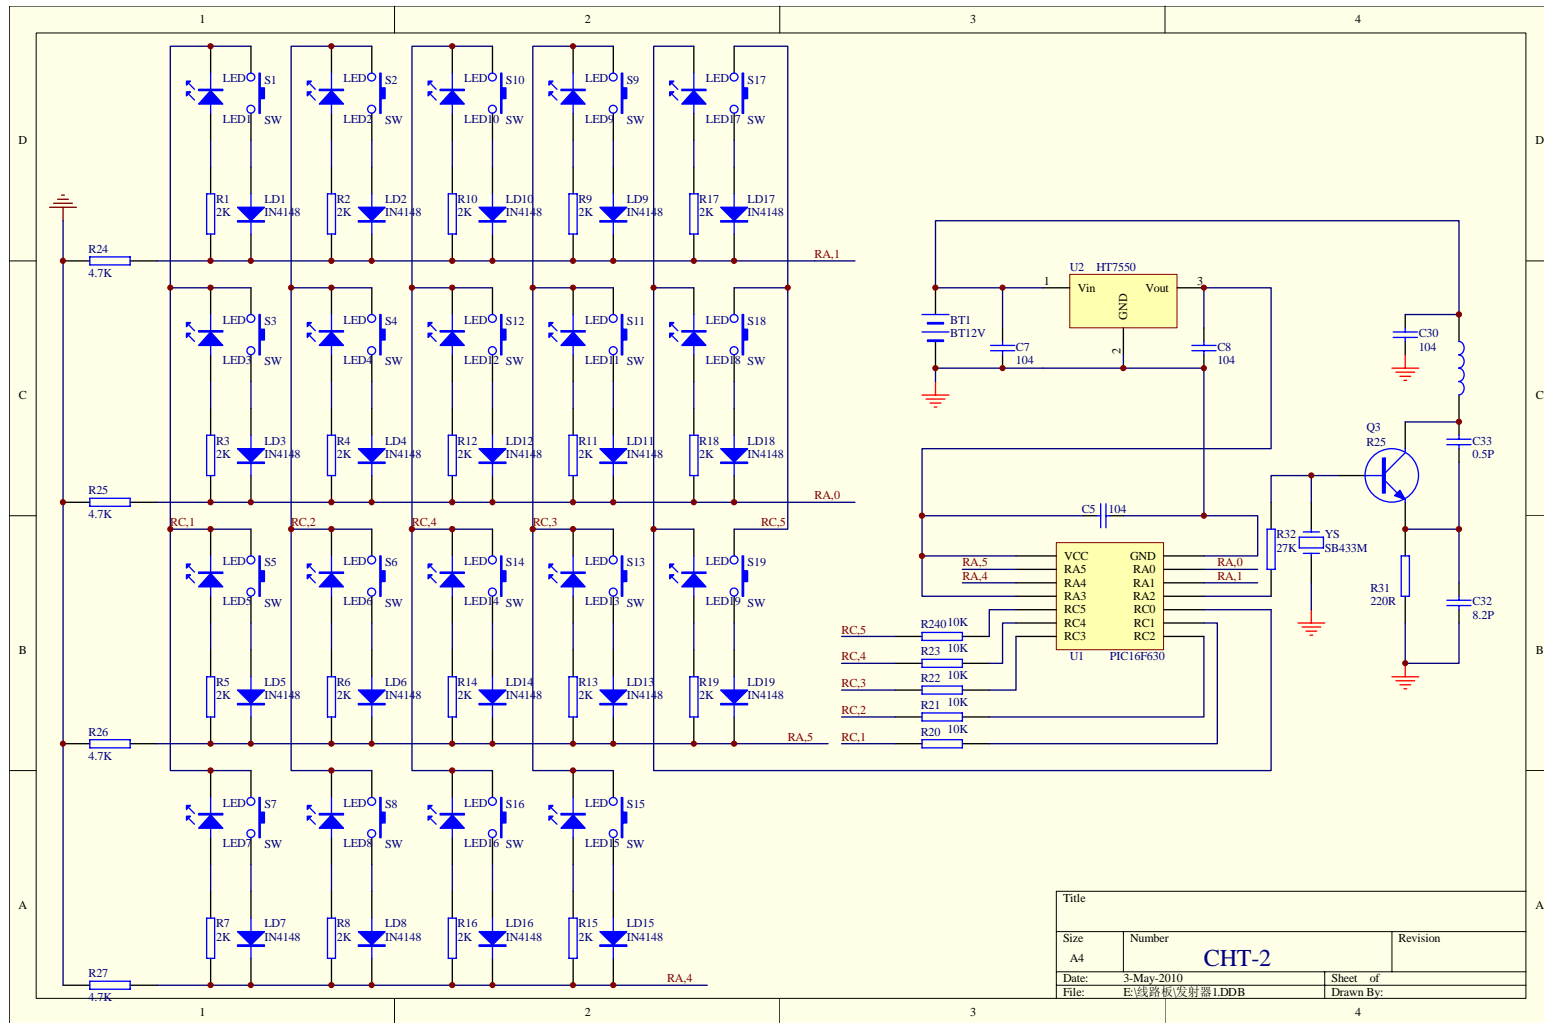 1 2 3 4
D D
LED S1 LED S2 LED S10 LED S9 LED S17
LED1 SW LED2 SW LED10 SW LED9 SW LED17 SW
R1 LD1 R2 LD2 R10 LD10 R9 LD9 R17 LD17
2K IN4148 2K IN4148 2K IN4148 2K IN4148 2K IN4148
R24 RA,1
4.7K
U2 HT7550
1 Vin Vout 3
GND
2
BT1
BT12V
C7
104
C8
104
C30
104
LED S3 LED S4 LED S12 LED S11 LED S18
LED3 SW LED4 SW LED12 SW LED11 SW LED18 SW
C C
R3 LD3 R4 LD4 R12 LD12 R11 LD11 R18 LD18
2K IN4148 2K IN4148 2K IN4148 2K IN4148 2K IN4148
Q3
R25
C33
0.5P
R25 RA,0
4.7K
C5 104
RC,1 RC,2 RC,4 RC,3 RC,5
LED S5 LED S6 LED S14 LED S13 LED S19
LED5 SW LED6 SW LED14 SW LED13 SW LED19 SW
R32
27K
YS
SB433M
VCC GND
RA,5 RA5 RA0 RA,0
RA,4 RA4 RA1 RA,1
RA3 RA2
RC5 RC0
RC4 RC1
RC3 RC2
U1 PIC16F630
R31
220R
C32
8.2P
RC,5 R240 10K
RC,4 R23 10K
RC,3 R22 10K
RC,2 R21 10K
RC,1 R20 10K
B B
R5 LD5 R6 LD6 R14 LD14 R13 LD13 R19 LD19
2K IN4148 2K IN4148 2K IN4148 2K IN4148 2K IN4148
R26 RA,5
4.7K
LED S7 LED S8 LED S16 LED S15
LED7 SW LED8 SW LED16 SW LED15 SW
A A
R7 LD7 R8 LD8 R16 LD16 R15 LD15
2K IN4148 2K IN4148 2K IN4148 2K IN4148
R27 RA,4
4.7K
Title
Size Number Revision
A4 CHT-2
Date: 3-May-2010 Sheet of
File: E:\线路板\发射器1.DDB Drawn By:
1 2 3 4